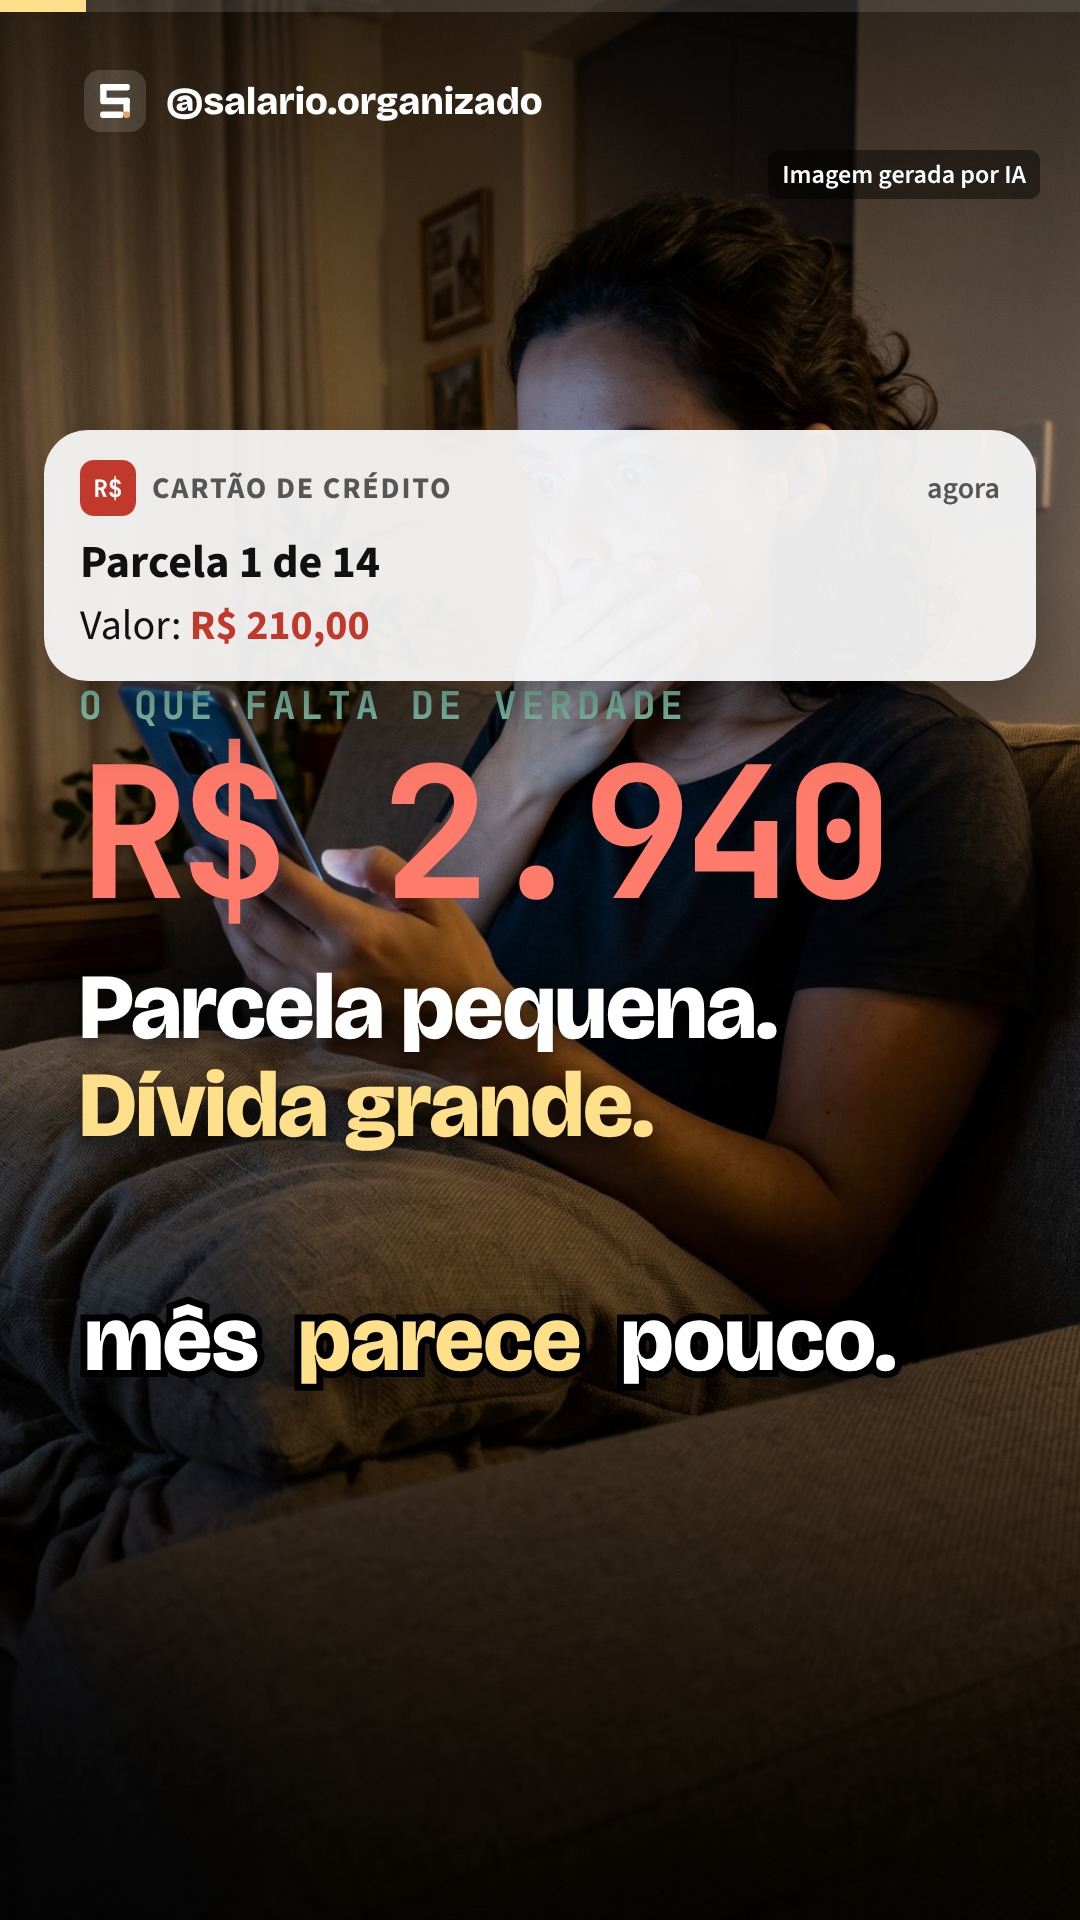 @salario.organizado
Imagem gerada por IA
R$ CARTÃO DE CRÉDITO agora
Parcela 1 de 14
Valor: R$ 210,00
O QUE FALTA DE VERDADE
R$ 2.940
Parcela pequena.
Dívida grande.
mês parece pouco.